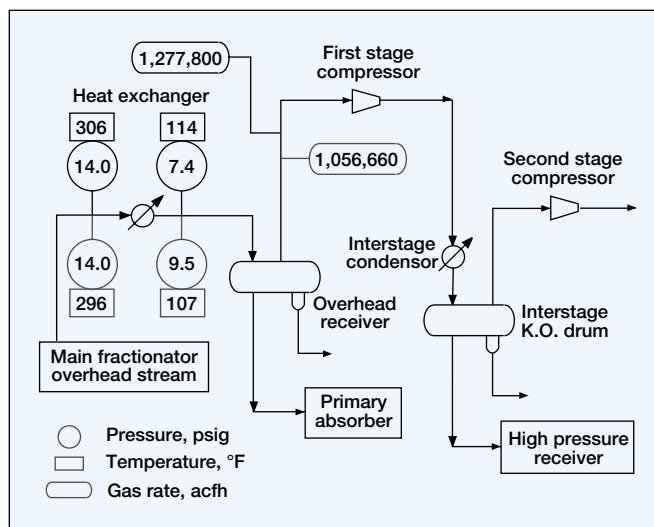 1,277,800
First stage
compressor
Heat exchanger
306
114
14.0
7.4
1,056,660
Second stage
compressor
14.0
9.5
296
107
Interstage
condensor
Overhead
receiver
Interstage
K.O. drum
Main fractionator
overhead stream
Primary
absorber
High pressure
receiver
Pressure, psig
Temperature, °F
Gas rate, acfh